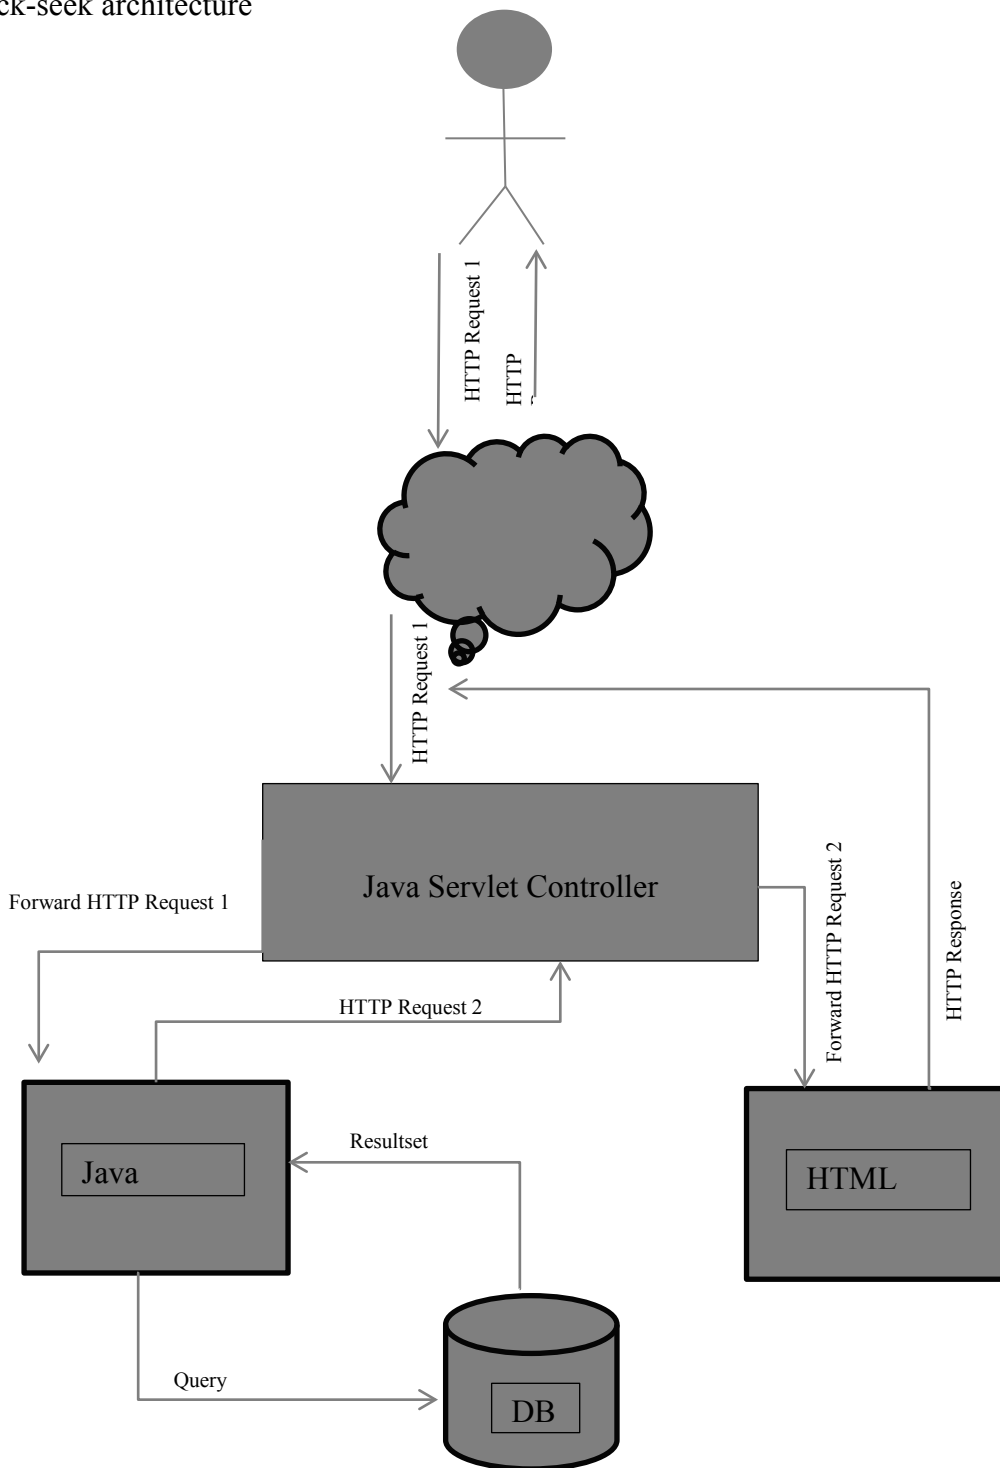 ck-seek architecture
HTTP Request 1
HTTP
HTTP Request 1
Java Servlet Controller
Forward HTTP Request 1
HTTP Request 2
Forward HTTP Request 2
HTTP Response
Java
Resultset
HTML
Query
DB